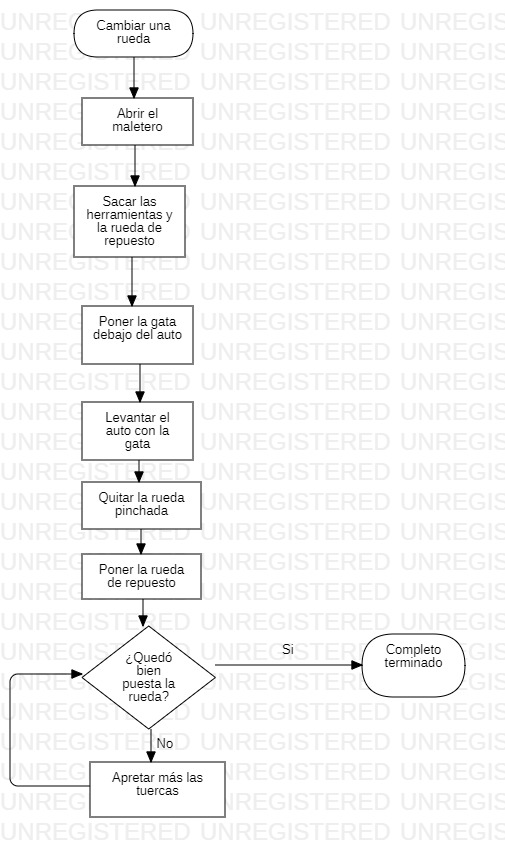 Cambiar una
rueda
Abrir el
maletero
Sacar las
herramientas y
la rueda de
repuesto
Poner la gata
debajo del auto
Levantar el
auto con la
gata
Quitar la rueda
pinchada
Poner la rueda
de repuesto
¿Quedó
bien
puesta la
rueda?
Si
Completo
terminado
No
Apretar más las
tuercas
UNREGISTERED